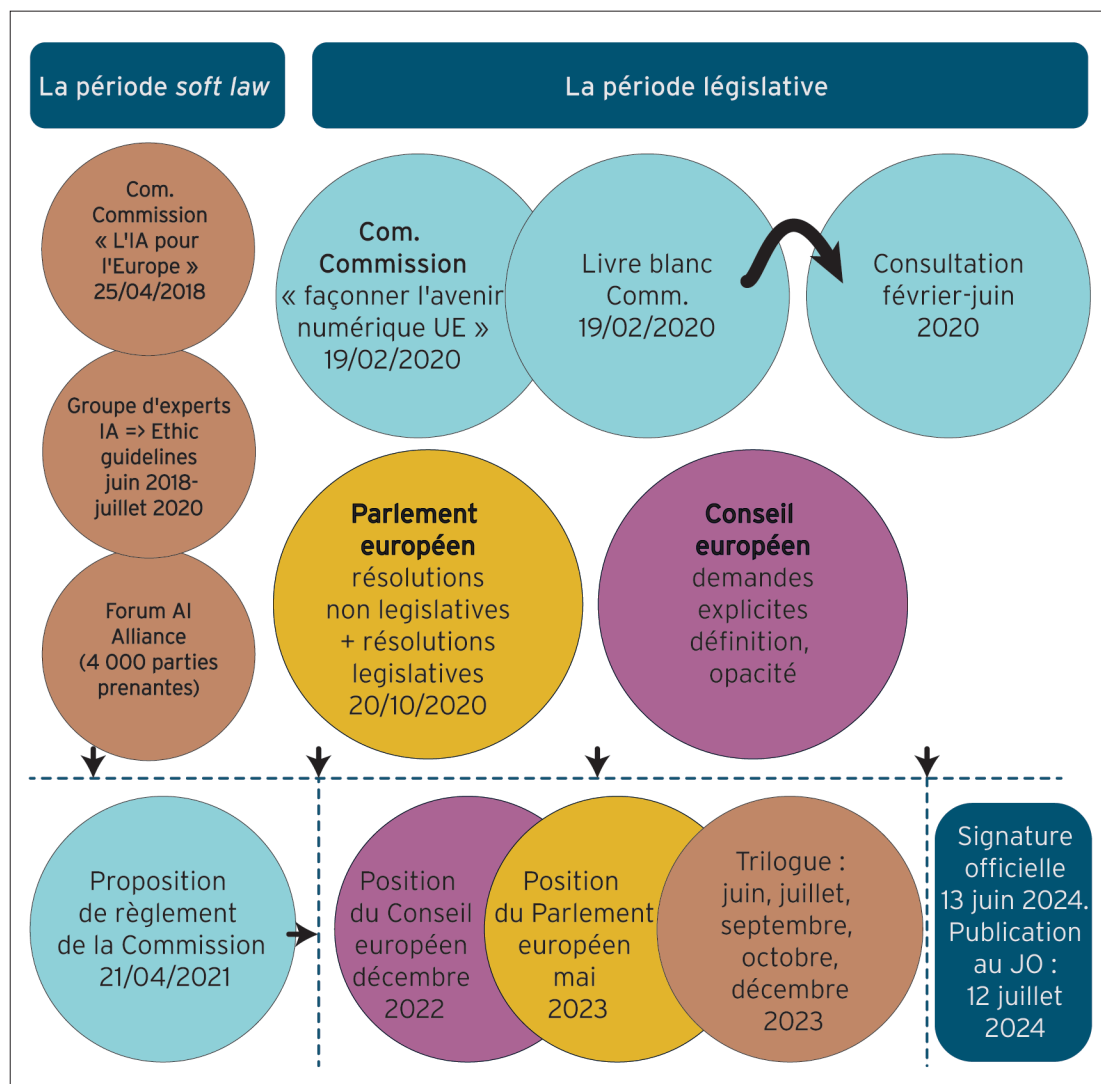 La période soft law
La période législative
Com.
Commission
« L'IA pour
l'Europe »
25/04/2018
Groupe d'experts
IA => Ethic
guidelines
juin 2018-
juillet 2020
Forum AI
Alliance
(4 000 parties
prenantes)
Com.
Commission
« façonner l'avenir
numérique UE »
19/02/2020
Livre blanc
Comm.
19/02/2020
Consultation
février-juin
2020
Parlement
européen
résolutions
non legislatives
+ résolutions
legislatives
20/10/2020
Conseil
européen
demandes
explicites
définition,
opacité
Proposition
de règlement
de la Commission
21/04/2021
Position
du Conseil
européen
décembre
2022
Position
du Parlement
européen
mai
2023
Trilogue :
juin, juillet,
septembre,
octobre,
décembre
2023
Signature
officielle
13 juin 2024.
Publication
au JO :
12 juillet
2024